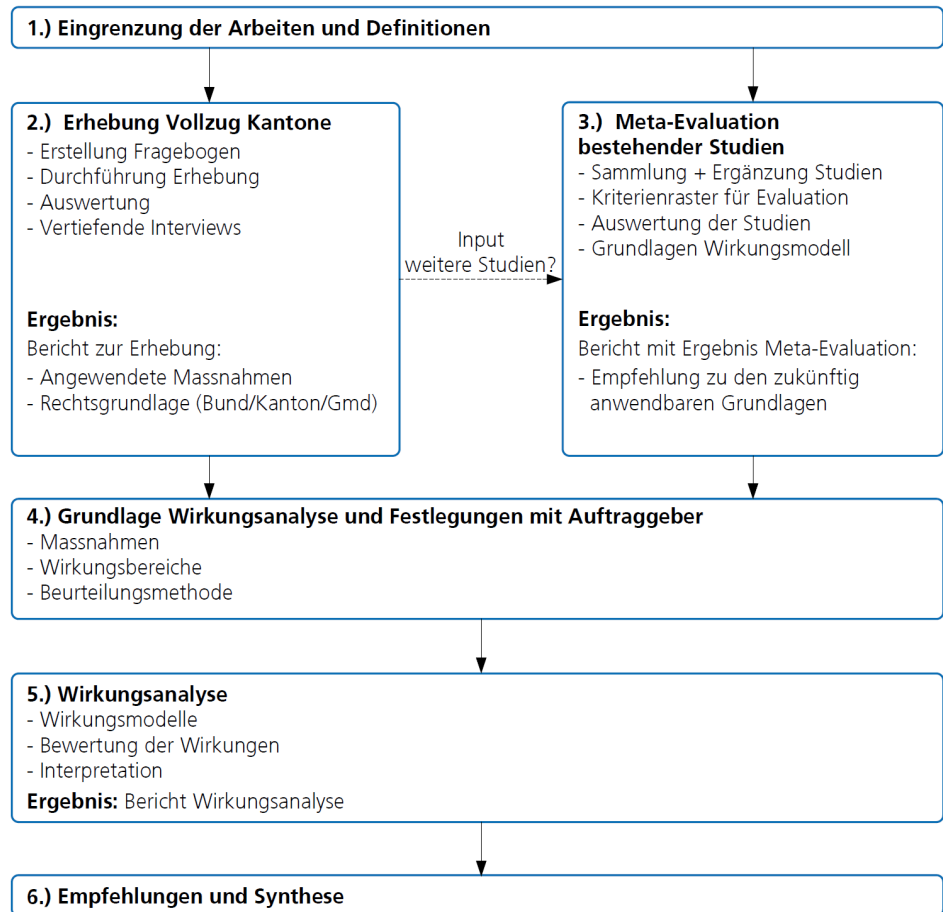 1.) Eingrenzung der Arbeiten und Definitionen
2.) Erhebung Vollzug Kantone
- Erstellung Fragebogen
- Durchführung Erhebung
- Auswertung
- Vertiefende Interviews
Ergebnis:
Bericht zur Erhebung:
- Angewendete Massnahmen
- Rechtsgrundlage (Bund/Kanton/Gmd)
Input
weitere Studien?
3.) Meta-Evaluation
bestehender Studien
- Sammlung + Ergänzung Studien
- Kriterienraster für Evaluation
- Auswertung der Studien
- Grundlagen Wirkungsmodell
Ergebnis:
Bericht mit Ergebnis Meta-Evaluation:
- Empfehlung zu den zukünftig
anwendbaren Grundlagen
4.) Grundlage Wirkungsanalyse und Festlegungen mit Auftraggeber
- Massnahmen
- Wirkungsbereiche
- Beurteilungsmethode
5.) Wirkungsanalyse
- Wirkungsmodelle
- Bewertung der Wirkungen
- Interpretation
Ergebnis: Bericht Wirkungsanalyse
6.) Empfehlungen und Synthese